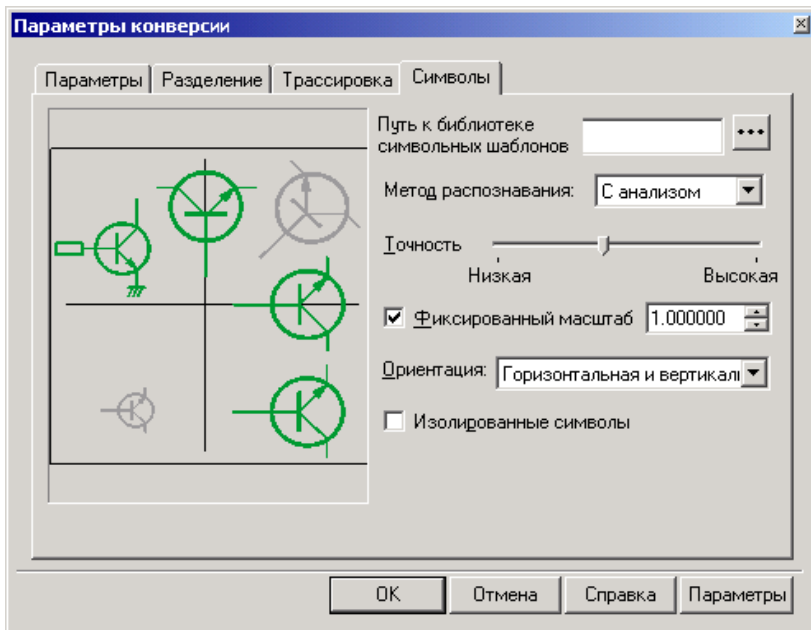 Параметры конверсии
Параметры Разделение Трассировка Символы
Путь к библиотеке
символьных шаблонов
Метод распознавания: С анализом
Точность
Низкая Высокая
Фиксированный масштаб 1.000000
Ориентация: Горизонтальная и вертикал
Изолированные символы
OK Отмена Справка Параметры